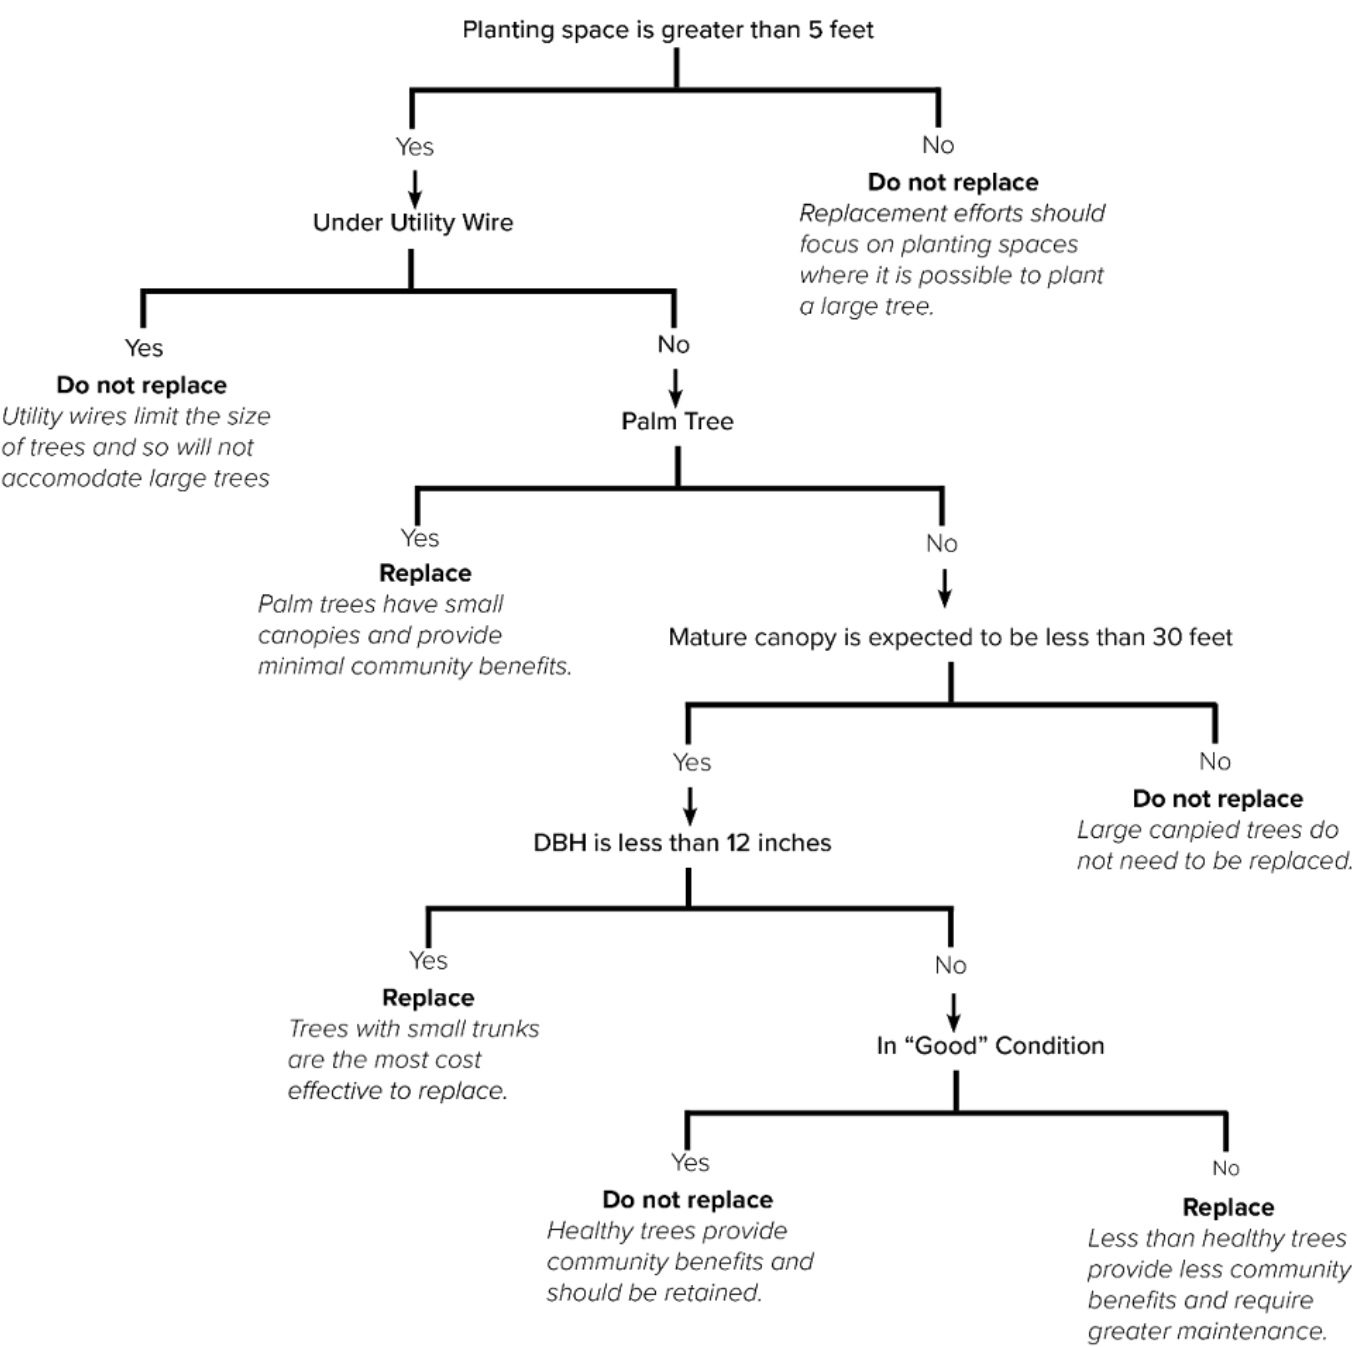 Planting space is greater than 5 feet
Yes
No
Do not replace
Replacement efforts should
focus on planting spaces
where it is possible to plant
a large tree.
Under Utility Wire
Yes
Do not replace
Utility wires limit the size
of trees and so will not
accomodate large trees
No
Palm Tree
Yes
Replace
Palm trees have small
canopies and provide
minimal community benefits.
No
Mature canopy is expected to be less than 30 feet
Yes
No
Do not replace
Large canpied trees do
not need to be replaced.
DBH is less than 12 inches
Yes
Replace
Trees with small trunks
are the most cost
effective to replace.
No
In “Good” Condition
Yes
Do not replace
Healthy trees provide
community benefits and
should be retained.
No
Replace
Less than healthy trees
provide less community
benefits and require
greater maintenance.